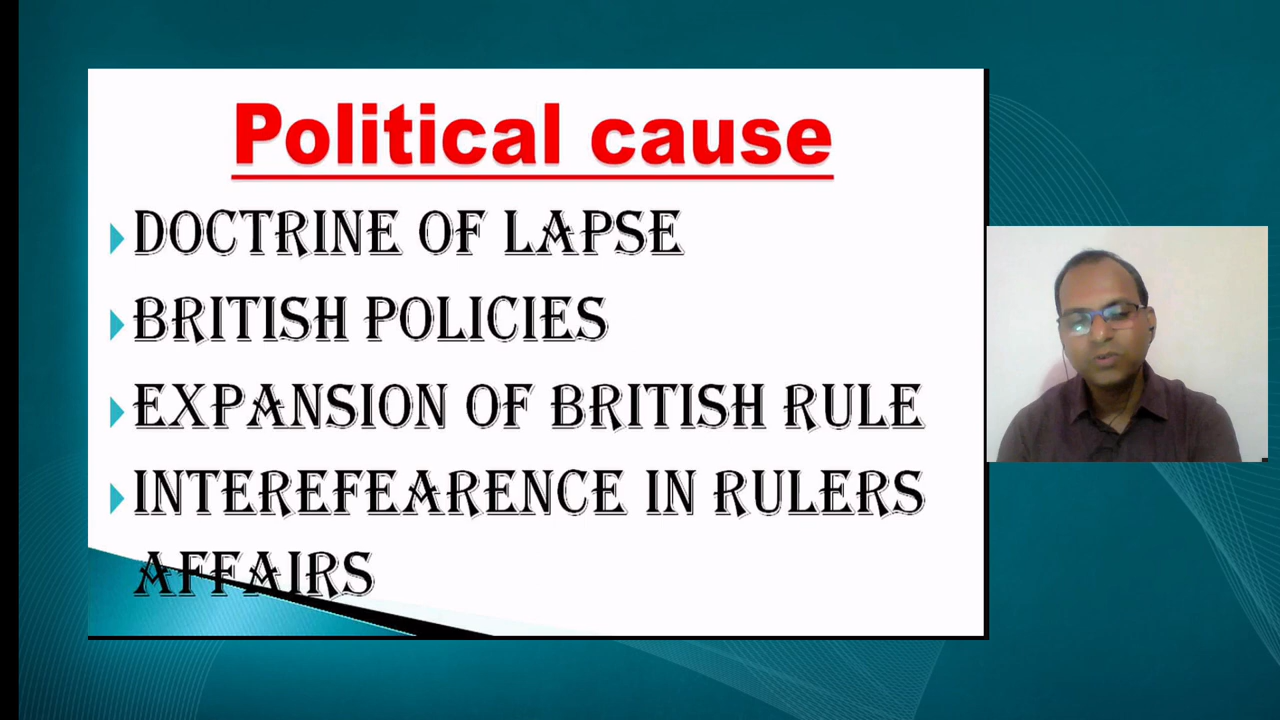 Political cause
DOCTRINE OF LAPSE
BRITISH POLICIES
EXPANSION OF BRITISH RULE
INTEREFEARENCE IN RULERS
AFFAIRS